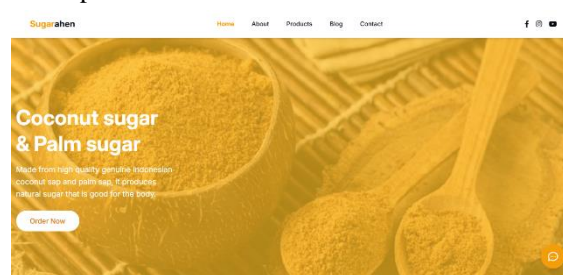 Sugarahen
Home About Products Blog Contact
Coconut sugar
& Palm sugar
Made from high quality genuine Indonesian
coconut sap and palm sap. It produces
natural sugar that is good for the body.
Order Now